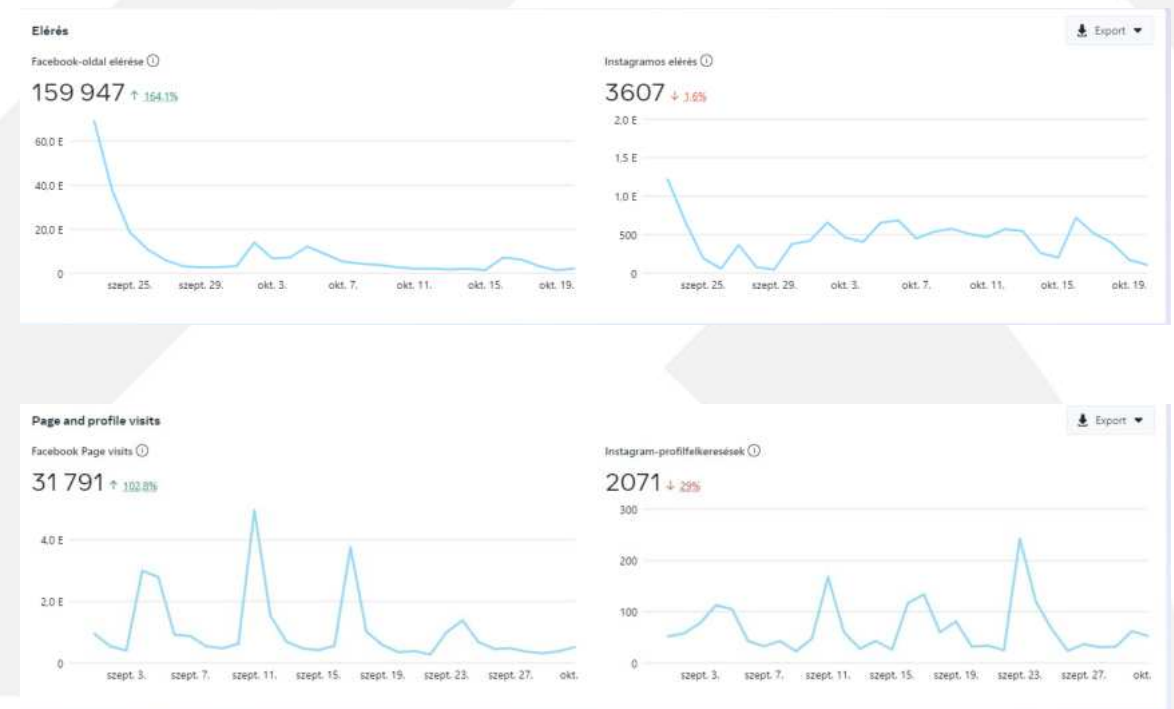 Elérés
Export
Facebook-oldal elérése
159 947 ↑ 164.1%
60.0 E
40.0 E
20.0 E
0
szept. 25. szept. 29. okt. 3. okt. 7. okt. 11. okt. 15. okt. 19.
Instagramos elérés
3607 ↓ 1.6%
2.0 E
1.5 E
1.0 E
500
0
szept. 25. szept. 29. okt. 3. okt. 7. okt. 11. okt. 15. okt. 19.
Page and profile visits
Export
Facebook Page visits
31 791 ↑ 102.8%
4.0 E
2.0 E
0
szept. 3. szept. 7. szept. 11. szept. 15. szept. 19. szept. 23. szept. 27. okt.
Instagram-profilfelkeresések
2071 ↓ 29%
300
200
100
0
szept. 3. szept. 7. szept. 11. szept. 15. szept. 19. szept. 23. szept. 27. okt.